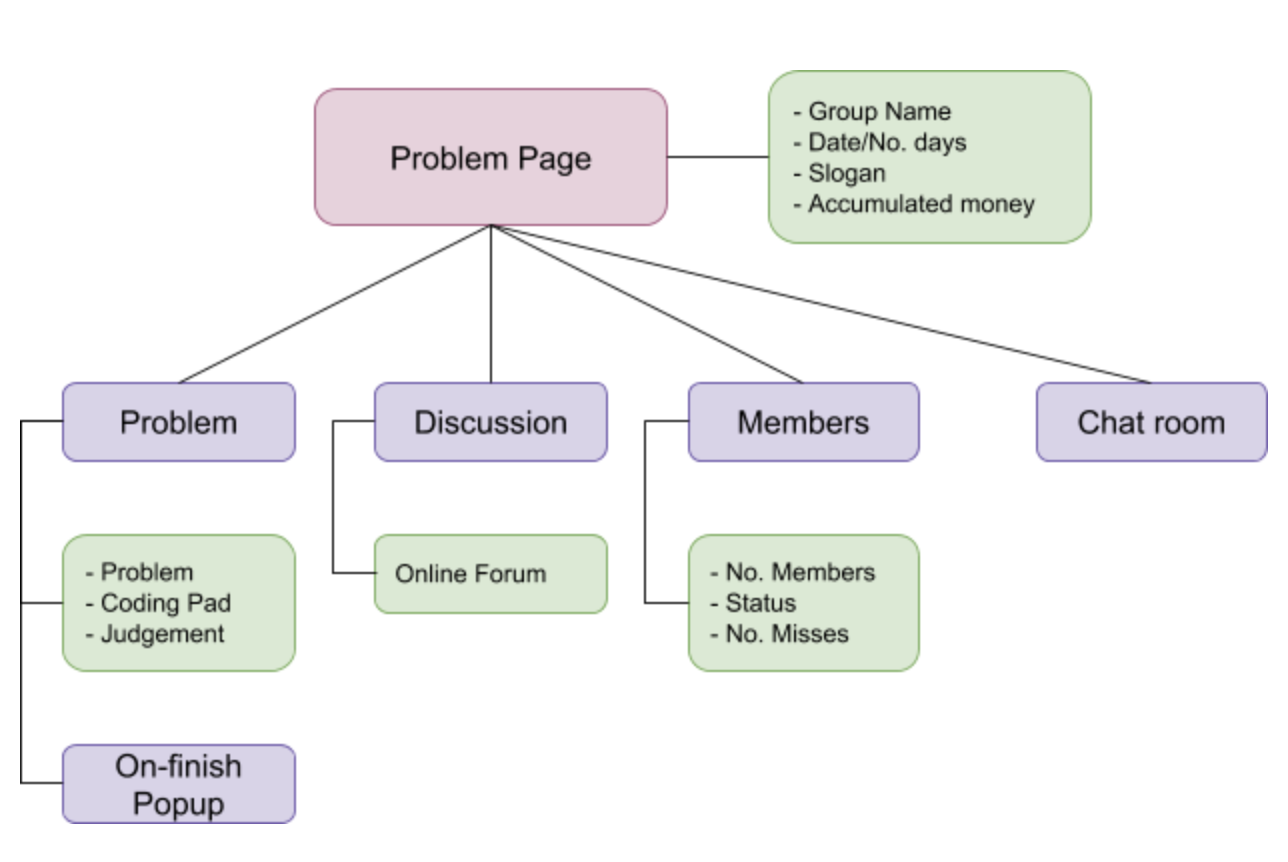 Problem Page
- Group Name
- Date/No. days
- Slogan
- Accumulated money
Problem
Discussion
Members
Chat room
- Problem
- Coding Pad
- Judgement
Online Forum
- No. Members
- Status
- No. Misses
On-finish
Popup